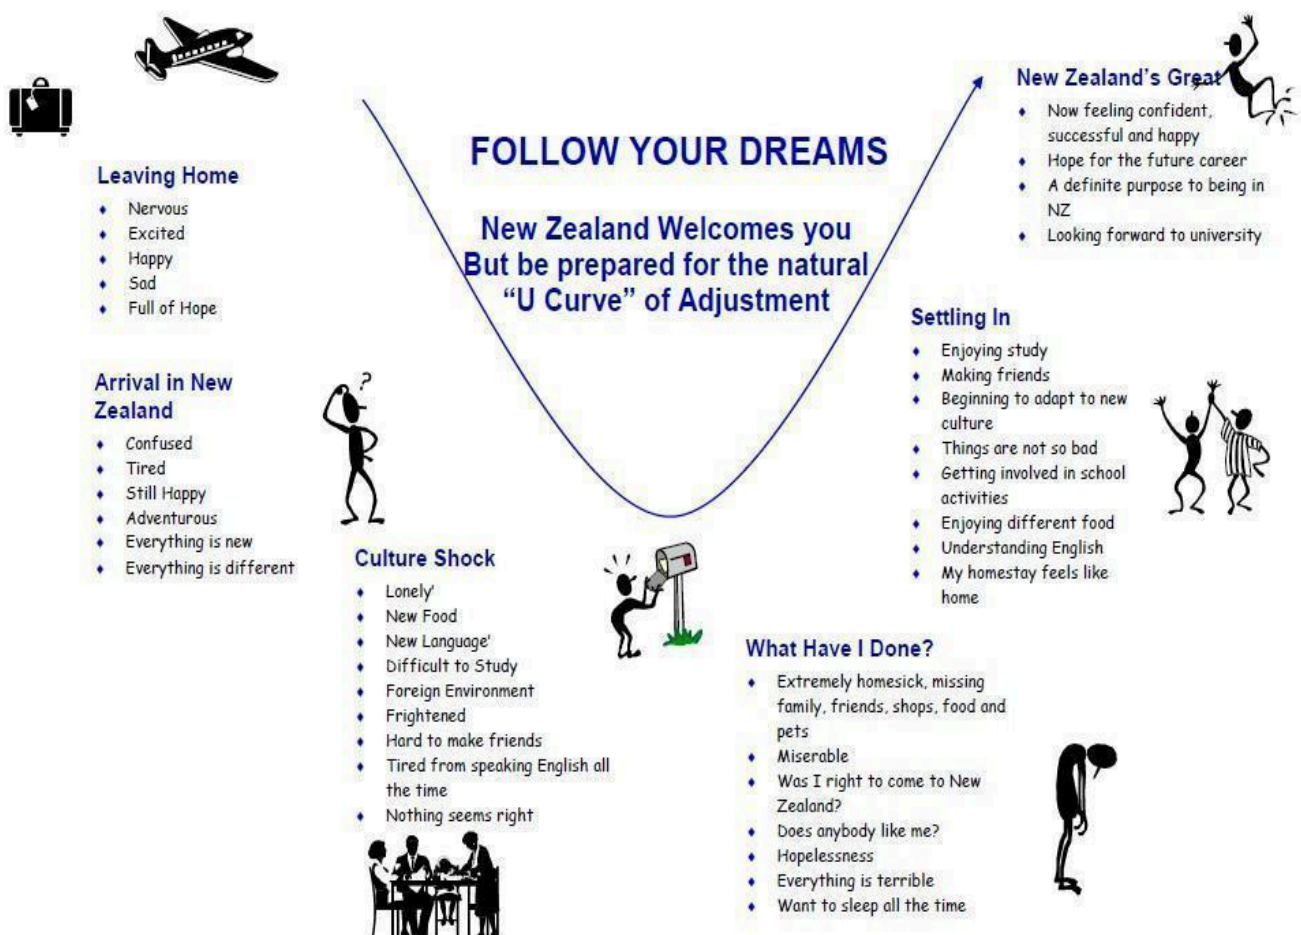 FOLLOW YOUR DREAMS
New Zealand Welcomes you
But be prepared for the natural
“U Curve” of Adjustment
Leaving Home
Nervous
Excited
Happy
Sad
Full of Hope
Arrival in New
Zealand
Confused
Tired
Still Happy
Adventurous
Everything is new
Everything is different
?
Culture Shock
Lonely'
New Food
New Language'
Difficult to Study
Foreign Environment
Frightened
Hard to make friends
Tired from speaking English all
the time
Nothing seems right
What Have I Done?
Extremely homesick, missing
family, friends, shops, food and
pets
Miserable
Was I right to come to New
Zealand?
Does anybody like me?
Hopelessness
Everything is terrible
Want to sleep all the time
Settling In
Enjoying study
Making friends
Beginning to adapt to new
culture
Things are not so bad
Getting involved in school
activities
Enjoying different food
Understanding English
My homestay feels like
home
New Zealand’s Great
Now feeling confident,
successful and happy
Hope for the future career
A definite purpose to being in
NZ
Looking forward to university